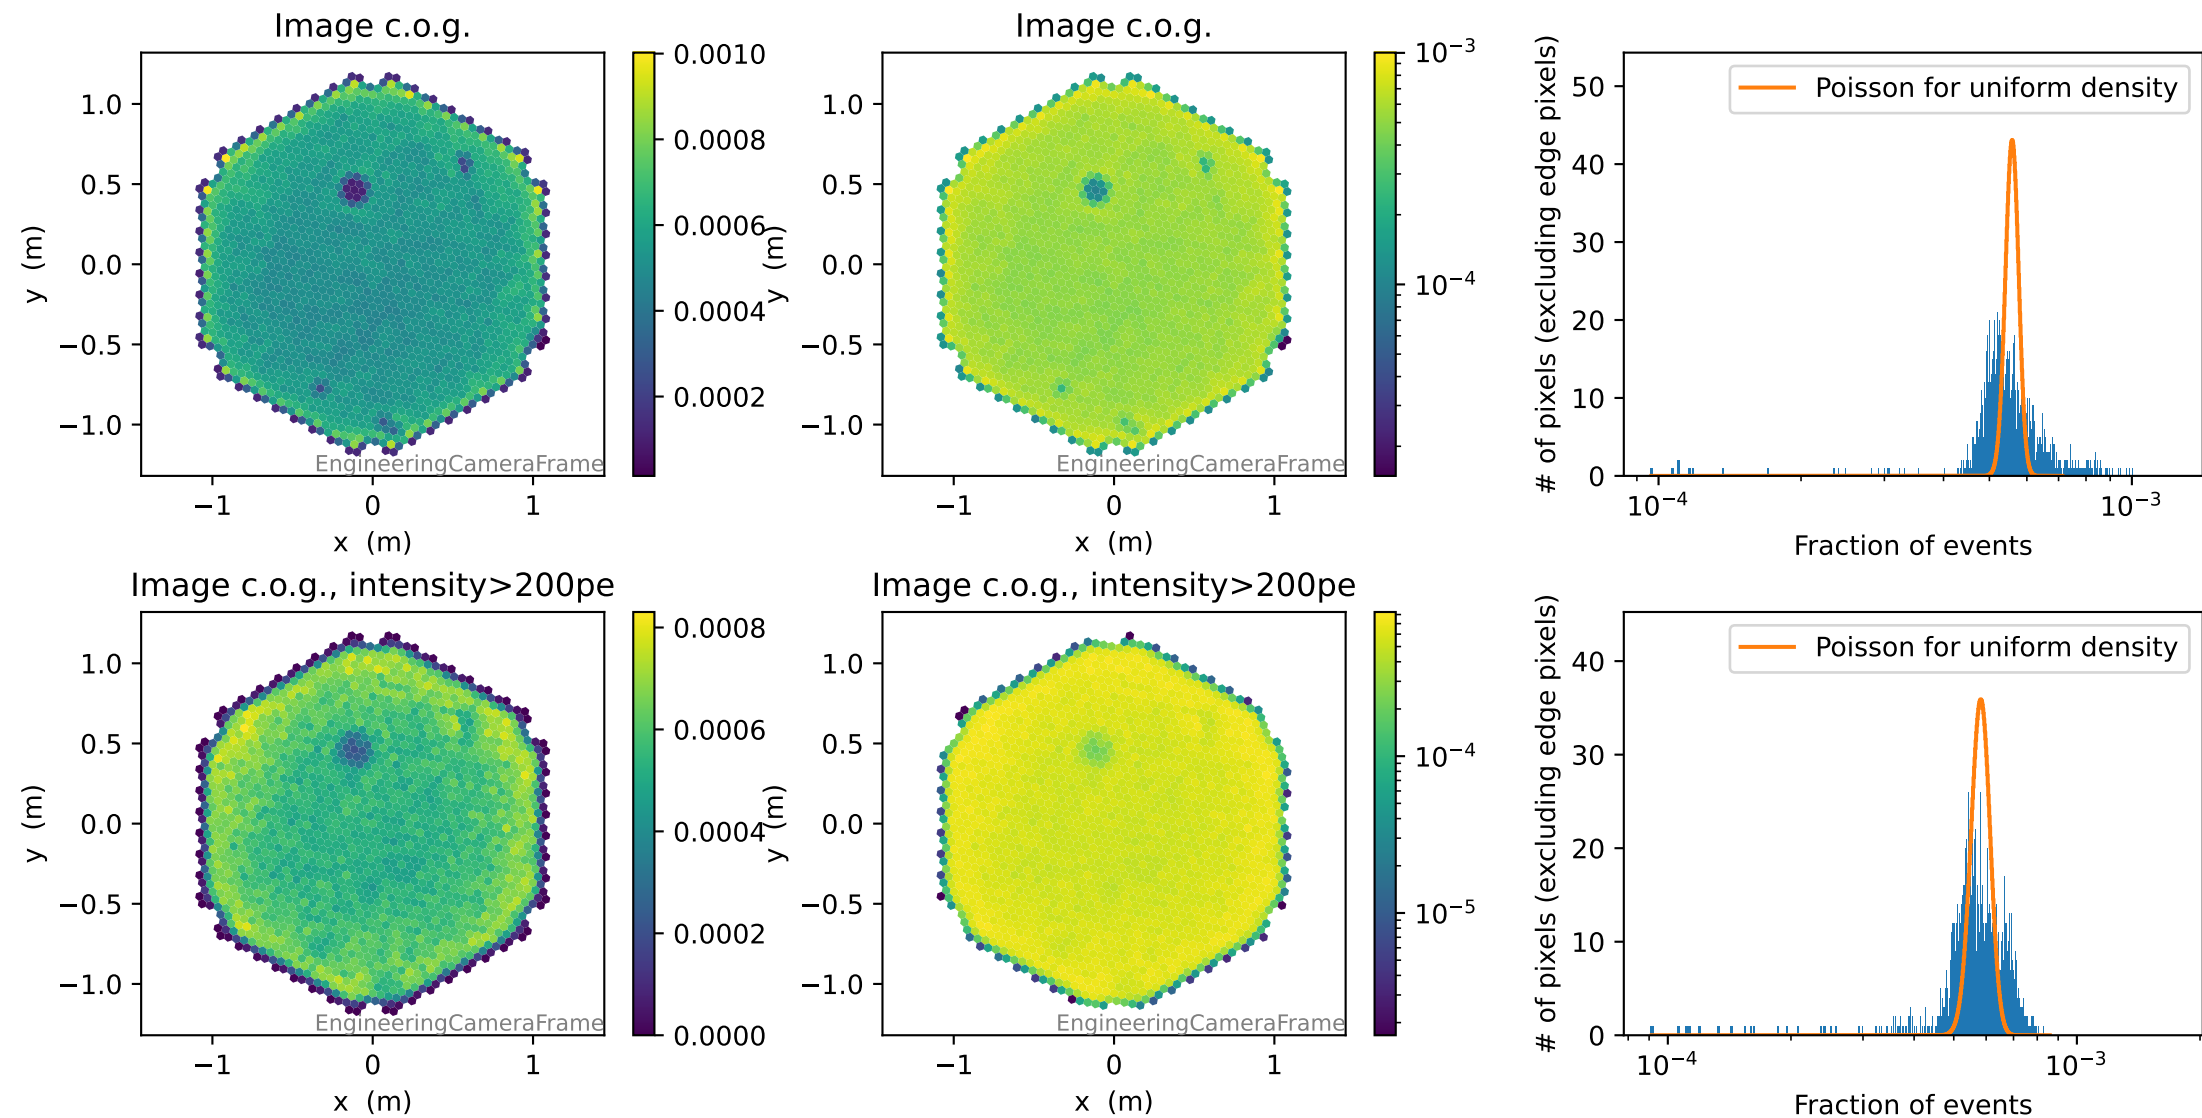 Image c.o.g.
1.0
0.5
0.0
−0.5
−1.0
y (m)
−1
0
1
x (m)
EngineeringCameraFrame
0.0010
0.0008
0.0006
0.0004
0.0002
Image c.o.g.
1.0
0.5
0.0
−0.5
−1.0
y (m)
−1
0
1
x (m)
EngineeringCameraFrame
10⁻³
10⁻⁴
# of pixels (excluding edge pixels)
50
40
30
20
10
0
Poisson for uniform density
10⁻⁴
10⁻³
Fraction of events
Image c.o.g., intensity>200pe
1.0
0.5
0.0
−0.5
−1.0
y (m)
−1
0
1
x (m)
EngineeringCameraFrame
0.0008
0.0006
0.0004
0.0002
0.0000
Image c.o.g., intensity>200pe
1.0
0.5
0.0
−0.5
−1.0
y (m)
−1
0
1
x (m)
EngineeringCameraFrame
10⁻⁴
10⁻⁵
# of pixels (excluding edge pixels)
40
30
20
10
0
Poisson for uniform density
10⁻⁴
10⁻³
Fraction of events